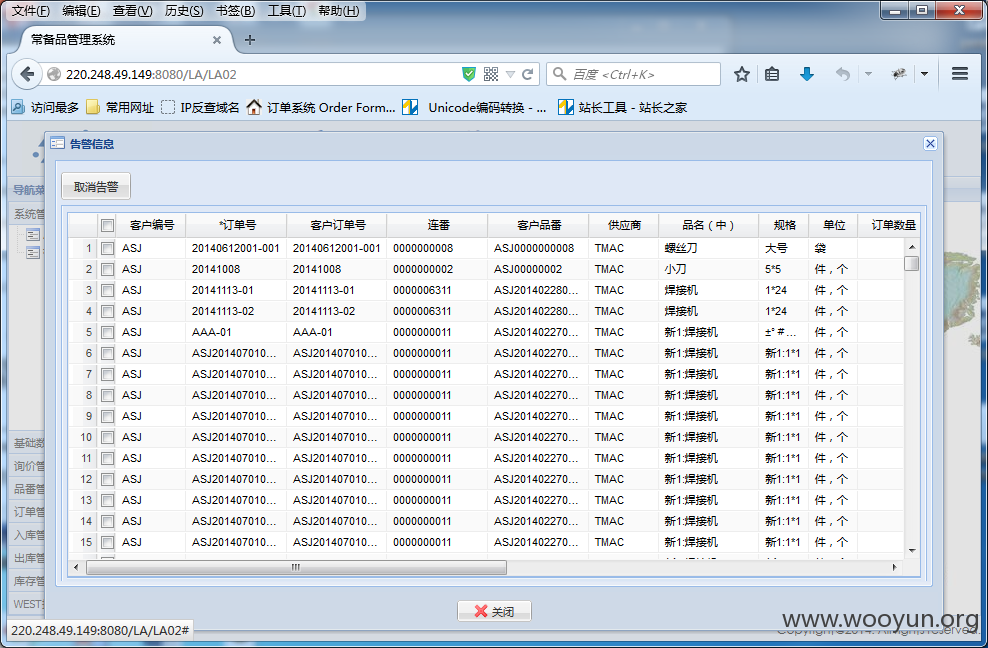 文件(F) 编辑(E) 查看(V) 历史(S) 书签(B) 工具(T) 帮助(H)
常备品管理系统
220.248.49.149:8080/LA/LA02 百度 <Ctrl+K>
访问最多 常用网址 IP反查域名 订单系统 Order Form... Unicode编码转换 - ... 站长工具 - 站长之家
告警信息
取消告警
客户编号 *订单号 客户订单号 连番 客户品番 供应商 品名（中） 规格 单位 订单数量
1 ASJ 20140612001-001 20140612001-001 0000000008 ASJ0000000008 TMAC 螺丝刀 大号 袋
2 ASJ 20141008 20141008 0000000002 ASJ00000002 TMAC 小刀 5*5 件，个
3 ASJ 20141113-01 20141113-01 0000006311 ASJ201402280... TMAC 焊接机 1*24 件，个
4 ASJ 20141113-02 20141113-02 0000006311 ASJ201402280... TMAC 焊接机 1*24 件，个
5 ASJ AAA-01 AAA-01 0000000011 ASJ201402270... TMAC 新1:焊接机 ±°#... 件，个
6 ASJ ASJ201407010... ASJ201407010... 0000000011 ASJ201402270... TMAC 新1:焊接机 新1:1*1 件，个
7 ASJ ASJ201407010... ASJ201407010... 0000000011 ASJ201402270... TMAC 新1:焊接机 新1:1*1 件，个
8 ASJ ASJ201407010... ASJ201407010... 0000000011 ASJ201402270... TMAC 新1:焊接机 新1:1*1 件，个
9 ASJ ASJ201407010... ASJ201407010... 0000000011 ASJ201402270... TMAC 新1:焊接机 新1:1*1 件，个
10 ASJ ASJ201407010... ASJ201407010... 0000000011 ASJ201402270... TMAC 新1:焊接机 新1:1*1 件，个
11 ASJ ASJ201407010... ASJ201407010... 0000000011 ASJ201402270... TMAC 新1:焊接机 新1:1*1 件，个
12 ASJ ASJ201407010... ASJ201407010... 0000000011 ASJ201402270... TMAC 新1:焊接机 新1:1*1 件，个
13 ASJ ASJ201407010... ASJ201407010... 0000000011 ASJ201402270... TMAC 新1:焊接机 新1:1*1 件，个
14 ASJ ASJ201407010... ASJ201407010... 0000000011 ASJ201402270... TMAC 新1:焊接机 新1:1*1 件，个
15 ASJ ASJ201407010... ASJ201407010... 0000000011 ASJ201402270... TMAC 新1:焊接机 新1:1*1 件，个
导航菜
系统管
基础数
询价管
品番管
订单管
入库管
出库管
库存管
WEST
关闭
www.wooyun.org
220.248.49.149:8080/LA/LA02#
Copyright©2014. All rights reserved.